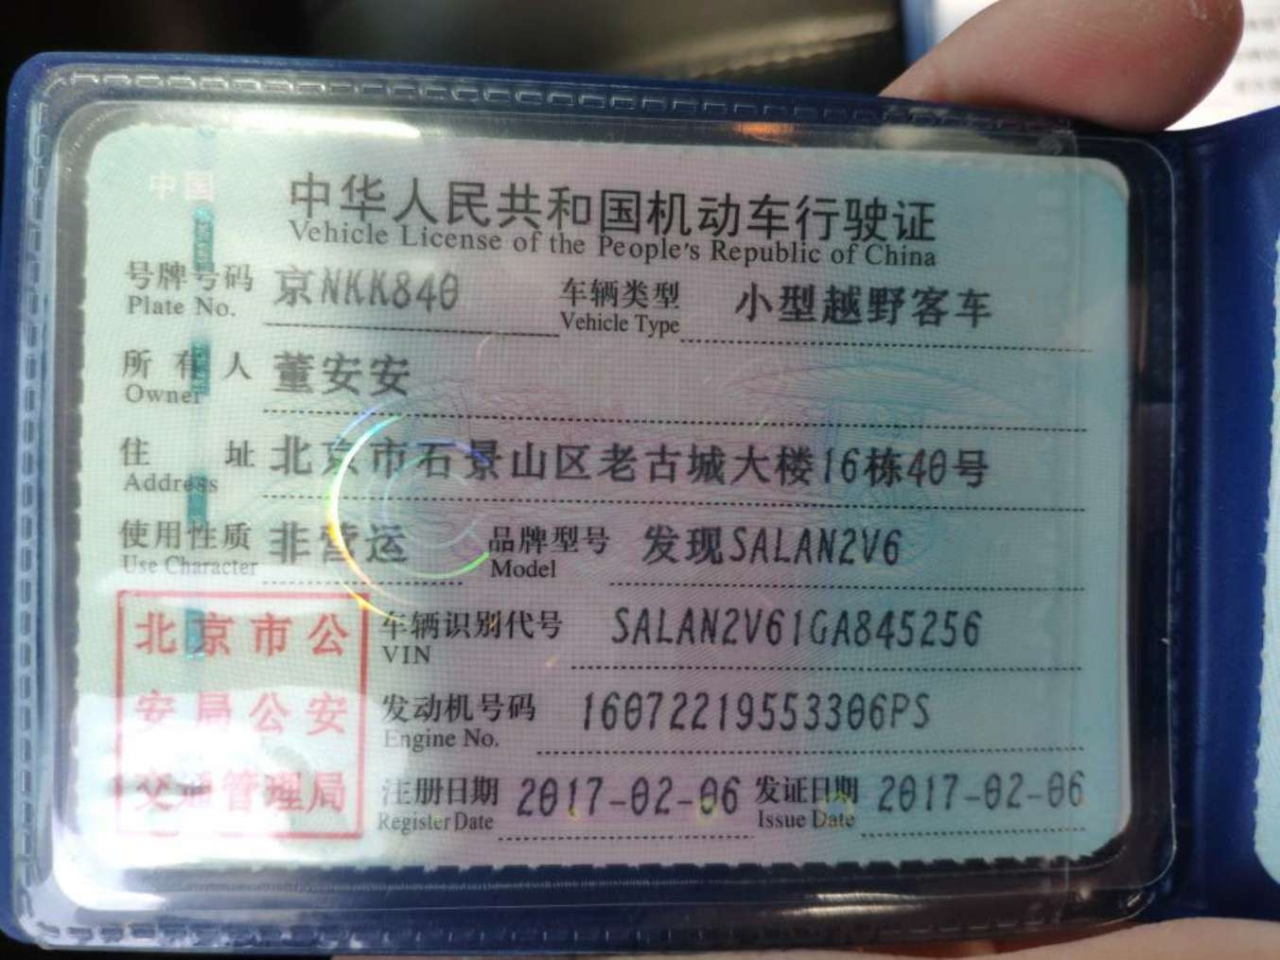 中国
中华人民共和国机动车行驶证
Vehicle License of the People's Republic of China
号牌号码 京NKK840 车辆类型 小型越野客车
Plate No. Vehicle Type
所有人 董安安
Owner
住址 北京市石景山区老古城大楼16栋40号
Address
使用性质 非营运 品牌型号 发现SALAN2V6
Use Character Model
北京市公 车辆识别代号 SALAN2V61GA845256
VIN
安局公安 发动机号码 16072219553306PS
Engine No.
交通管理局 注册日期 2017-02-06 发证日期 2017-02-06
Register Date Issue Date